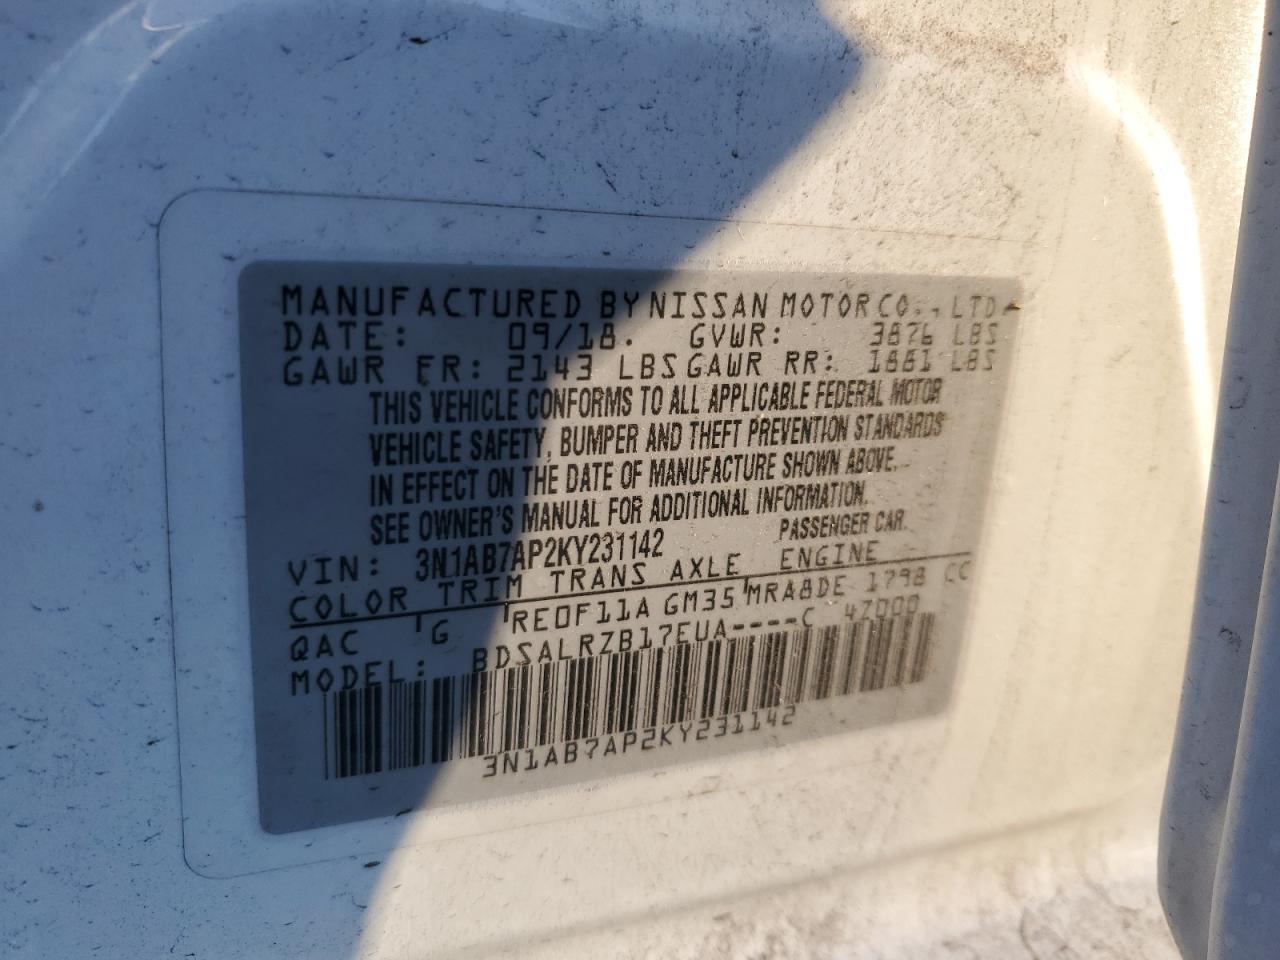 MANUFACTURED BY NISSAN MOTOR CO., LTD.
DATE: 09/18. GVWR: 3876 LBS
GAWR FR: 2143 LBS GAWR RR: 1881 LBS
THIS VEHICLE CONFORMS TO ALL APPLICABLE FEDERAL MOTOR
VEHICLE SAFETY, BUMPER AND THEFT PREVENTION STANDARDS
IN EFFECT ON THE DATE OF MANUFACTURE SHOWN ABOVE.
SEE OWNER'S MANUAL FOR ADDITIONAL INFORMATION.
PASSENGER CAR.
VIN: 3N1AB7AP2KY231142
COLOR TRIM TRANS AXLE ENGINE
QAC G RE0F11A GM35 MRA8DE 1798 CC
MODEL: BDSALRZB17EUA----C 4Z000
3N1AB7AP2KY231142